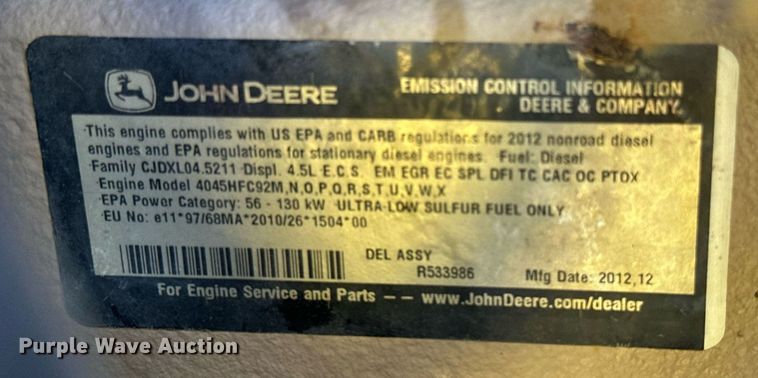 JOHN DEERE
EMISSION CONTROL INFORMATION
DEERE & COMPANY
This engine complies with US EPA and CARB regulations for 2012 nonroad diesel
engines and EPA regulations for stationary diesel engines. Fuel: Diesel
Family CJDXL04.5211 Displ. 4.5L E.C.S. EM EGR EC SPL DFI TC CAC OC PTOX
Engine Model 4045HFC92M,N,O,P,Q,R,S,T,U,V,W,X
EPA Power Category: 56 - 130 kW ULTRA LOW SULFUR FUEL ONLY
EU No: e11*97/68MA*2010/26*1504*00
DEL ASSY
R533986
Mfg Date: 2012,12
For Engine Service and Parts – – www.JohnDeere.com/dealer
Purple Wave Auction